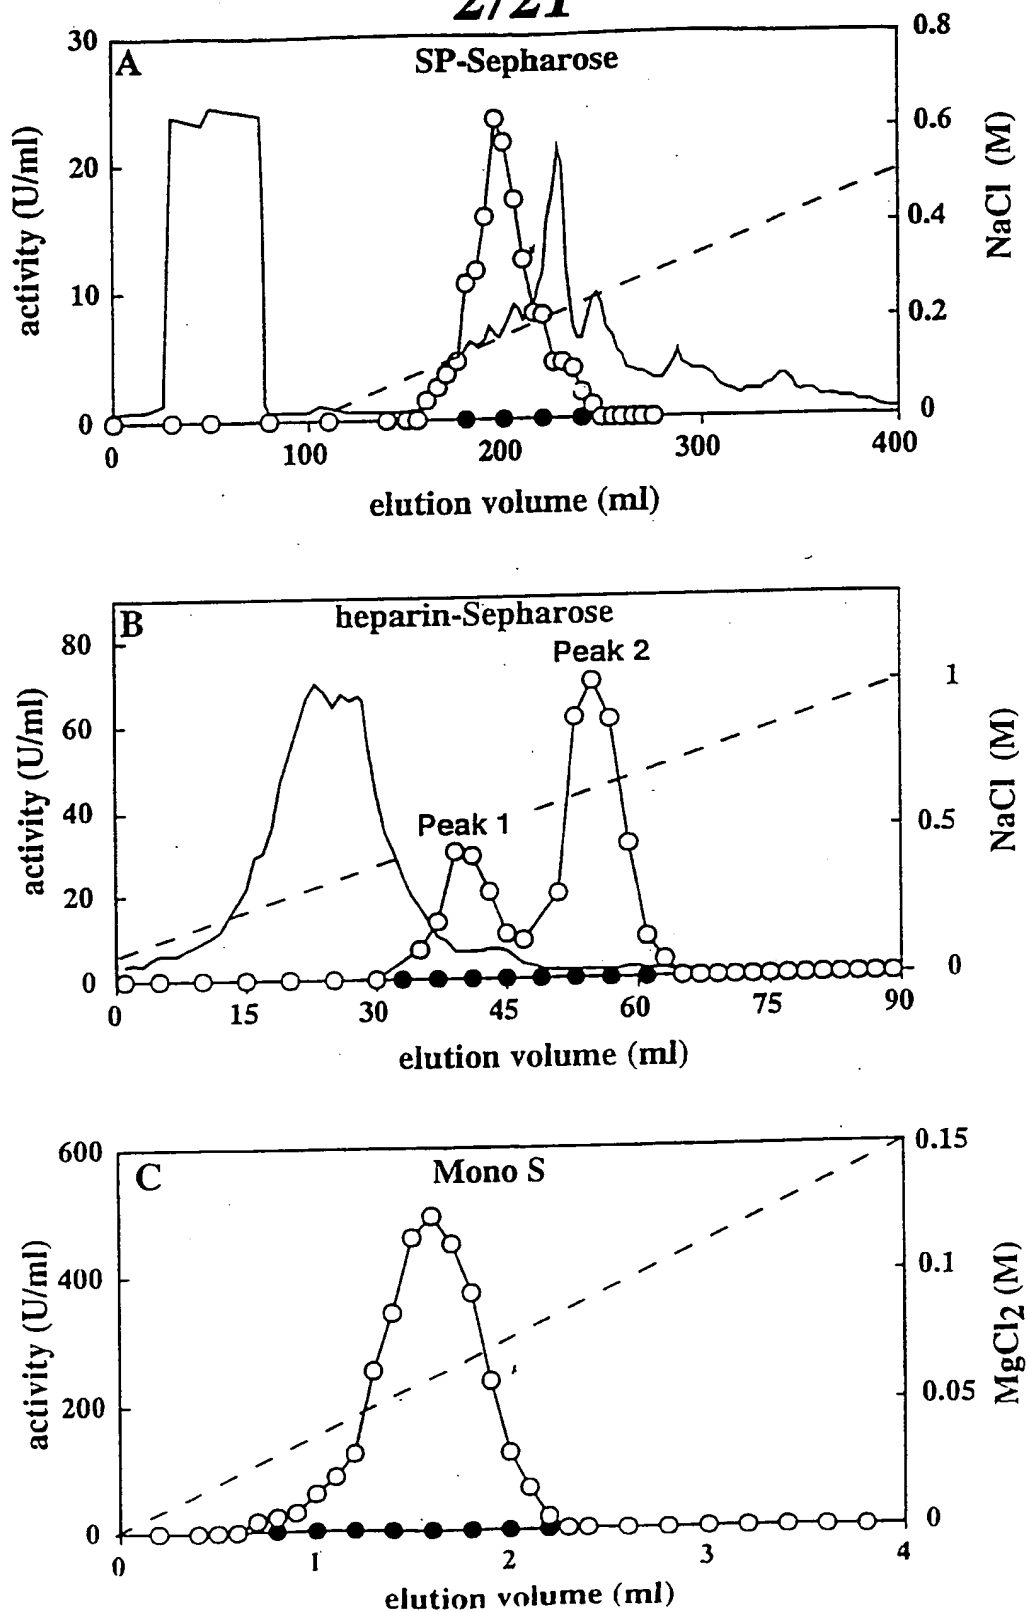 2/21
A
SP-Sepharose
30
20
10
0
activity (U/ml)
0.8
0.6
0.4
0.2
0
NaCl (M)
0 100 200 300 400
elution volume (ml)
B
heparin-Sepharose
Peak 1
Peak 2
80
60
40
20
0
activity (U/ml)
1
0.5
0
NaCl (M)
0 15 30 45 60 75 90
elution volume (ml)
C
Mono S
600
400
200
0
activity (U/ml)
0.15
0.1
0.05
0
MgCl2 (M)
0 1 2 3 4
elution volume (ml)